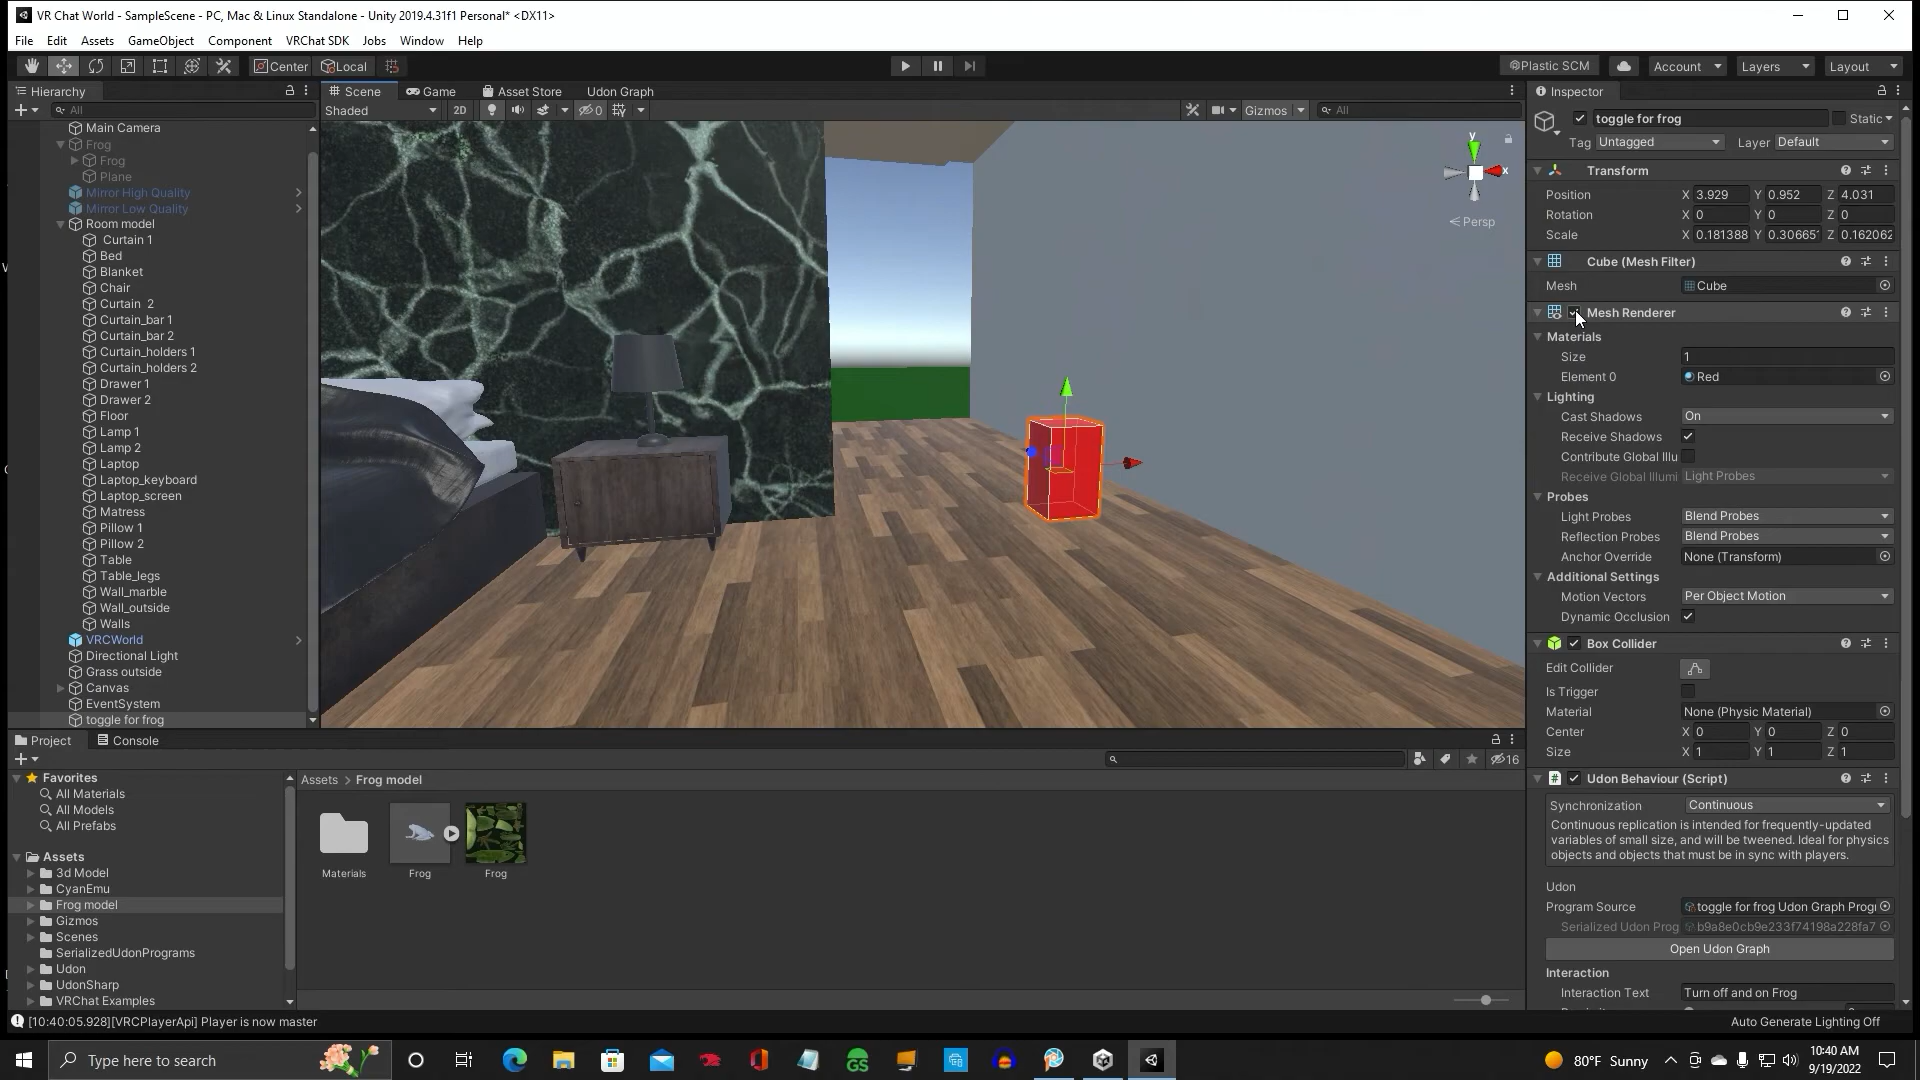 VR Chat World - SampleScene - PC, Mac & Linux Standalone - Unity 2019.4.31f1 Personal* <DX11>
File Edit Assets GameObject Component VRChat SDK Jobs Window Help
Center Local Plastic SCM Account Layers Layout
Hierarchy
All
Main Camera
Frog
Frog
Plane
Mirror High Quality
Mirror Low Quality
Room model
Curtain 1
Bed
Blanket
Chair
Curtain 2
Curtain_bar 1
Curtain_bar 2
Curtain_holders 1
Curtain_holders 2
Drawer 1
Drawer 2
Floor
Lamp 1
Lamp 2
Laptop
Laptop_keyboard
Laptop_screen
Matress
Pillow 1
Pillow 2
Table
Table_legs
Wall_marble
Wall_outside
Walls
VRCWorld
Directional Light
Grass outside
Canvas
EventSystem
toggle for frog
Scene Game Asset Store Udon Graph
Shaded 2D 0 Gizmos All
y
x
Persp
Inspector
toggle for frog Static
Tag Untagged Layer Default
Transform
Position X 3.929 Y 0.952 Z 4.031
Rotation X 0 Y 0 Z 0
Scale X 0.181388 Y 0.30665 Z 0.162062
Cube (Mesh Filter)
Mesh Cube
Mesh Renderer
Materials
Size 1
Element 0 Red
Lighting
Cast Shadows On
Receive Shadows
Contribute Global Illu
Receive Global Illumi Light Probes
Probes
Light Probes Blend Probes
Reflection Probes Blend Probes
Anchor Override None (Transform)
Additional Settings
Motion Vectors Per Object Motion
Dynamic Occlusion
Box Collider
Edit Collider
Is Trigger
Material None (Physic Material)
Center X 0 Y 0 Z 0
Size X 1 Y 1 Z 1
Udon Behaviour (Script)
Synchronization Continuous
Continuous replication is intended for frequently-updated
variables of small size, and will be tweened. Ideal for physics
objects and objects that must be in sync with players.
Udon
Program Source toggle for frog Udon Graph Progr
Serialized Udon Prog b9a8e0cb9e233f74198a228fa7
Open Udon Graph
Interaction
Interaction Text Turn off and on Frog
Project Console
16
Favorites
All Materials
All Models
All Prefabs
Assets
3d Model
CyanEmu
Frog model
Gizmos
Scenes
SerializedUdonPrograms
Udon
UdonSharp
VRChat Examples
Assets > Frog model
Materials Frog Frog
[10:40:05.928][VRCPlayerApi] Player is now master
Auto Generate Lighting Off
Type here to search
GS
80°F Sunny
10:40 AM
9/19/2022